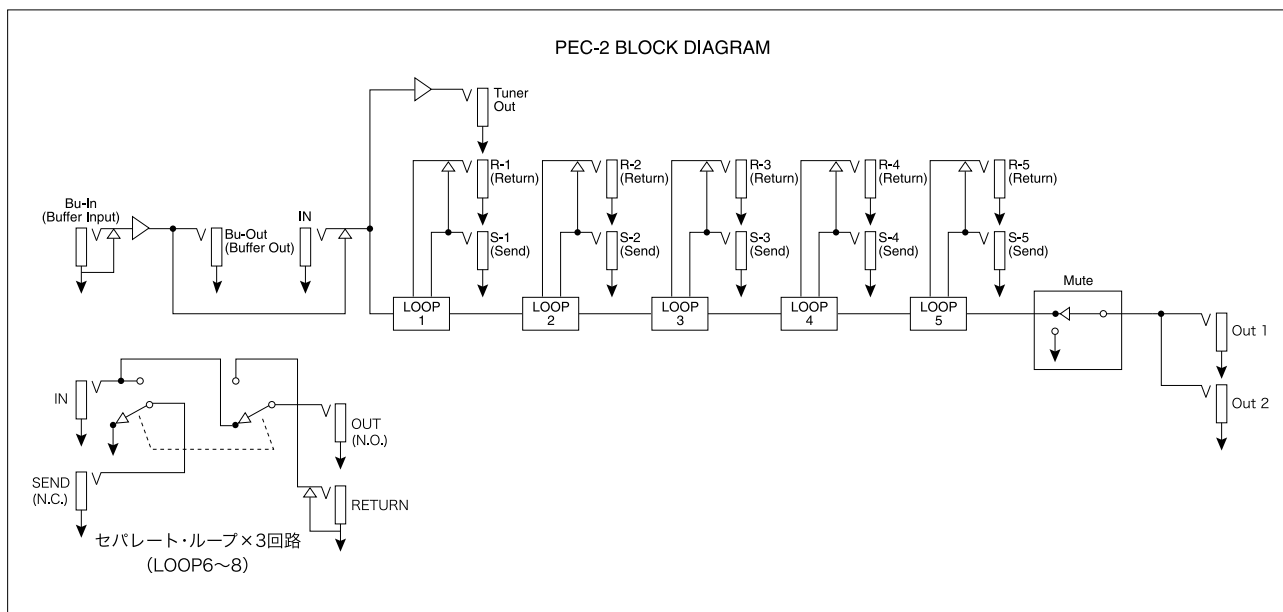 PEC-2 BLOCK DIAGRAM
Tuner
Out
R-1
(Return)
R-2
(Return)
R-3
(Return)
R-4
(Return)
R-5
(Return)
Bu-In
(Buffer Input)
Bu-Out
(Buffer Out)
IN
S-1
(Send)
S-2
(Send)
S-3
(Send)
S-4
(Send)
S-5
(Send)
LOOP
1
LOOP
2
LOOP
3
LOOP
4
LOOP
5
Mute
Out 1
Out 2
IN
OUT
(N.O.)
SEND
(N.C.)
RETURN
セパレート・ループ×3回路
(LOOP6〜8)